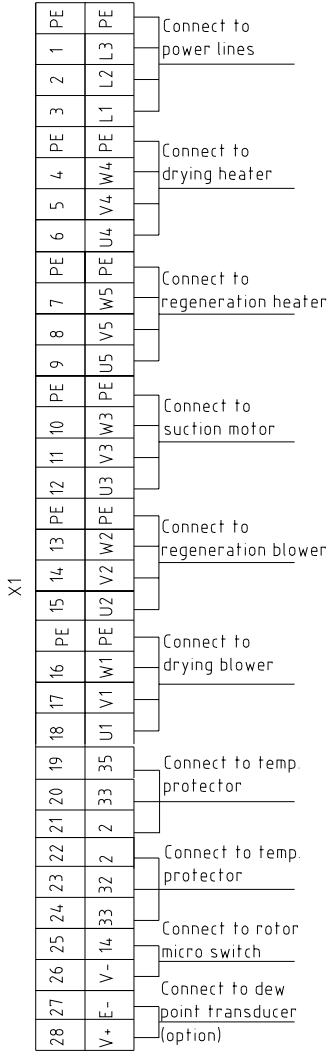 X1
PE PE
1 L3
2 L2
3 L1
Connect to
power lines
PE PE
4 W4
5 V4
6 U4
Connect to
drying heater
PE PE
7 W5
8 V5
9 U5
Connect to
regeneration heater
PE PE
10 W3
11 V3
12 U3
Connect to
suction motor
PE PE
13 W2
14 V2
15 U2
Connect to
regeneration blower
PE PE
16 W1
17 V1
18 U1
Connect to
drying blower
19 35
20 33
21 2
Connect to temp.
protector
22 2
23 32
24 33
Connect to temp.
protector
25 14
26 V-
Connect to rotor
micro switch
27 E-
28 V+
Connect to dew
point transducer
(option)